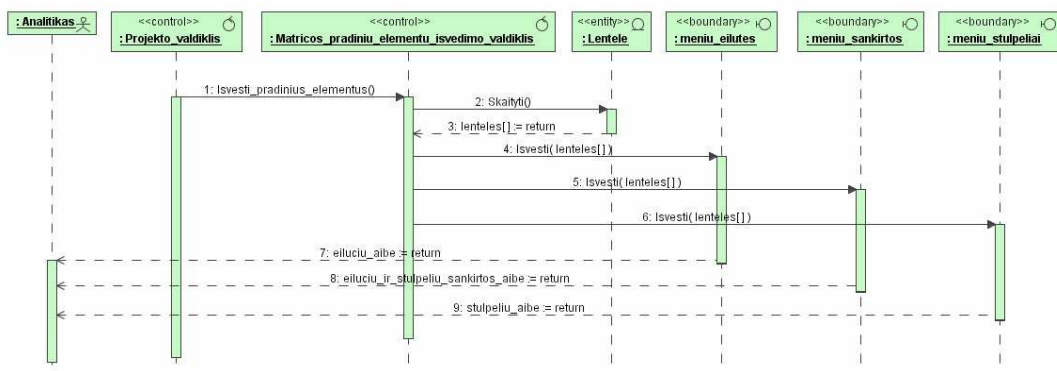 : Analitikas
<<control>>
: Projekto_valdiklis
<<control>>
: Matricos_pradiniu_elementu_isvedimo_valdiklis
<<entity>>
: Lentele
<<boundary>>
: meniu_eilutes
<<boundary>>
: meniu_sankirtos
<<boundary>>
: meniu_stulpeliai
1: Isvesti_pradinius_elementus()
2: Skaityti()
3: lenteles[ ] := return
4: Isvesti( lenteles[ ] )
5: Isvesti( lenteles[ ] )
6: Isvesti( lenteles[ ] )
7: eiluciu_aibe := return
8: eiluciu_ir_stulpeliu_sankirtos_aibe := return
9: stulpeliu_aibe := return